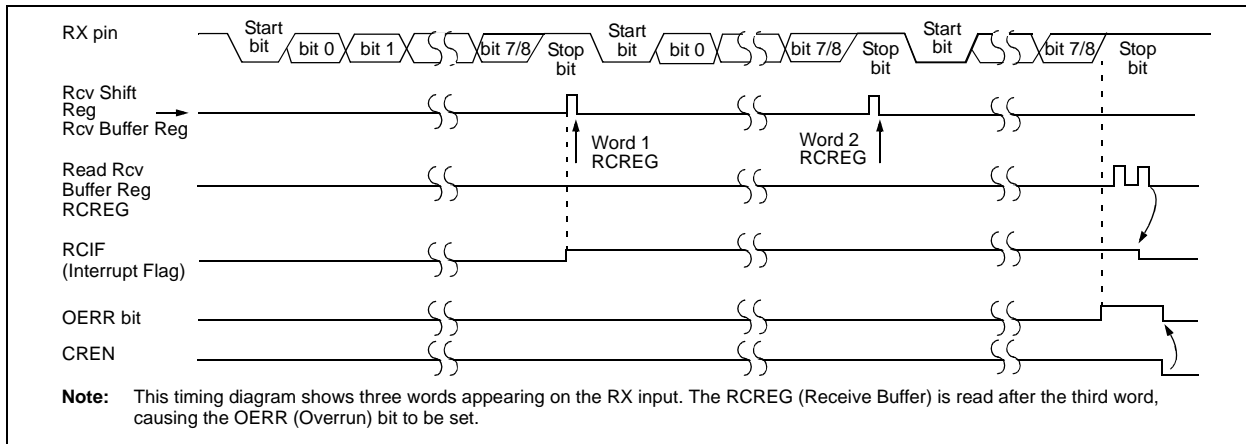 RX pin
Start
bit
bit 0
bit 1
bit 7/8
Stop
bit
Start
bit
bit 0
bit 7/8
Stop
bit
Start
bit
bit 7/8
Stop
bit
Rcv Shift
Reg
Rcv Buffer Reg
Word 1
RCREG
Word 2
RCREG
Read Rcv
Buffer Reg
RCREG
RCIF
(Interrupt Flag)
OERR bit
CREN
Note: This timing diagram shows three words appearing on the RX input. The RCREG (Receive Buffer) is read after the third word,
causing the OERR (Overrun) bit to be set.